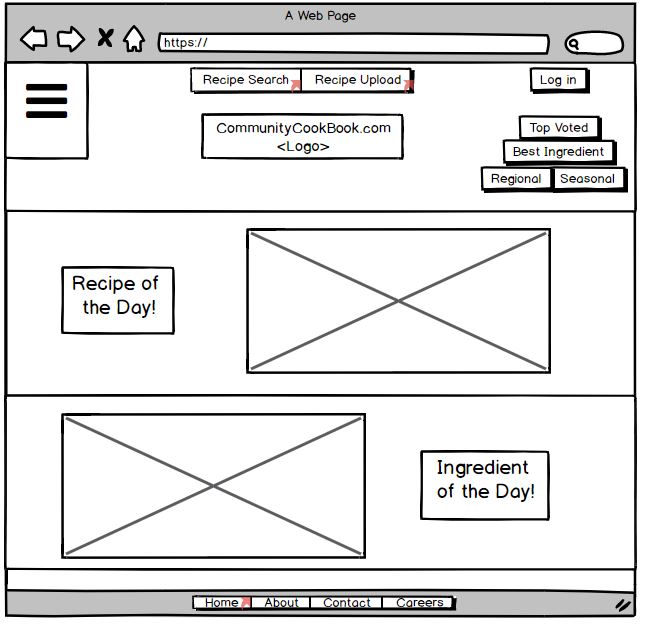 A Web Page
https://
Recipe Search Recipe Upload Log in
CommunityCookBook.com
<Logo>
Top Voted
Best Ingredient
Regional Seasonal
Recipe of
the Day!
Ingredient
of the Day!
Home About Contact Careers